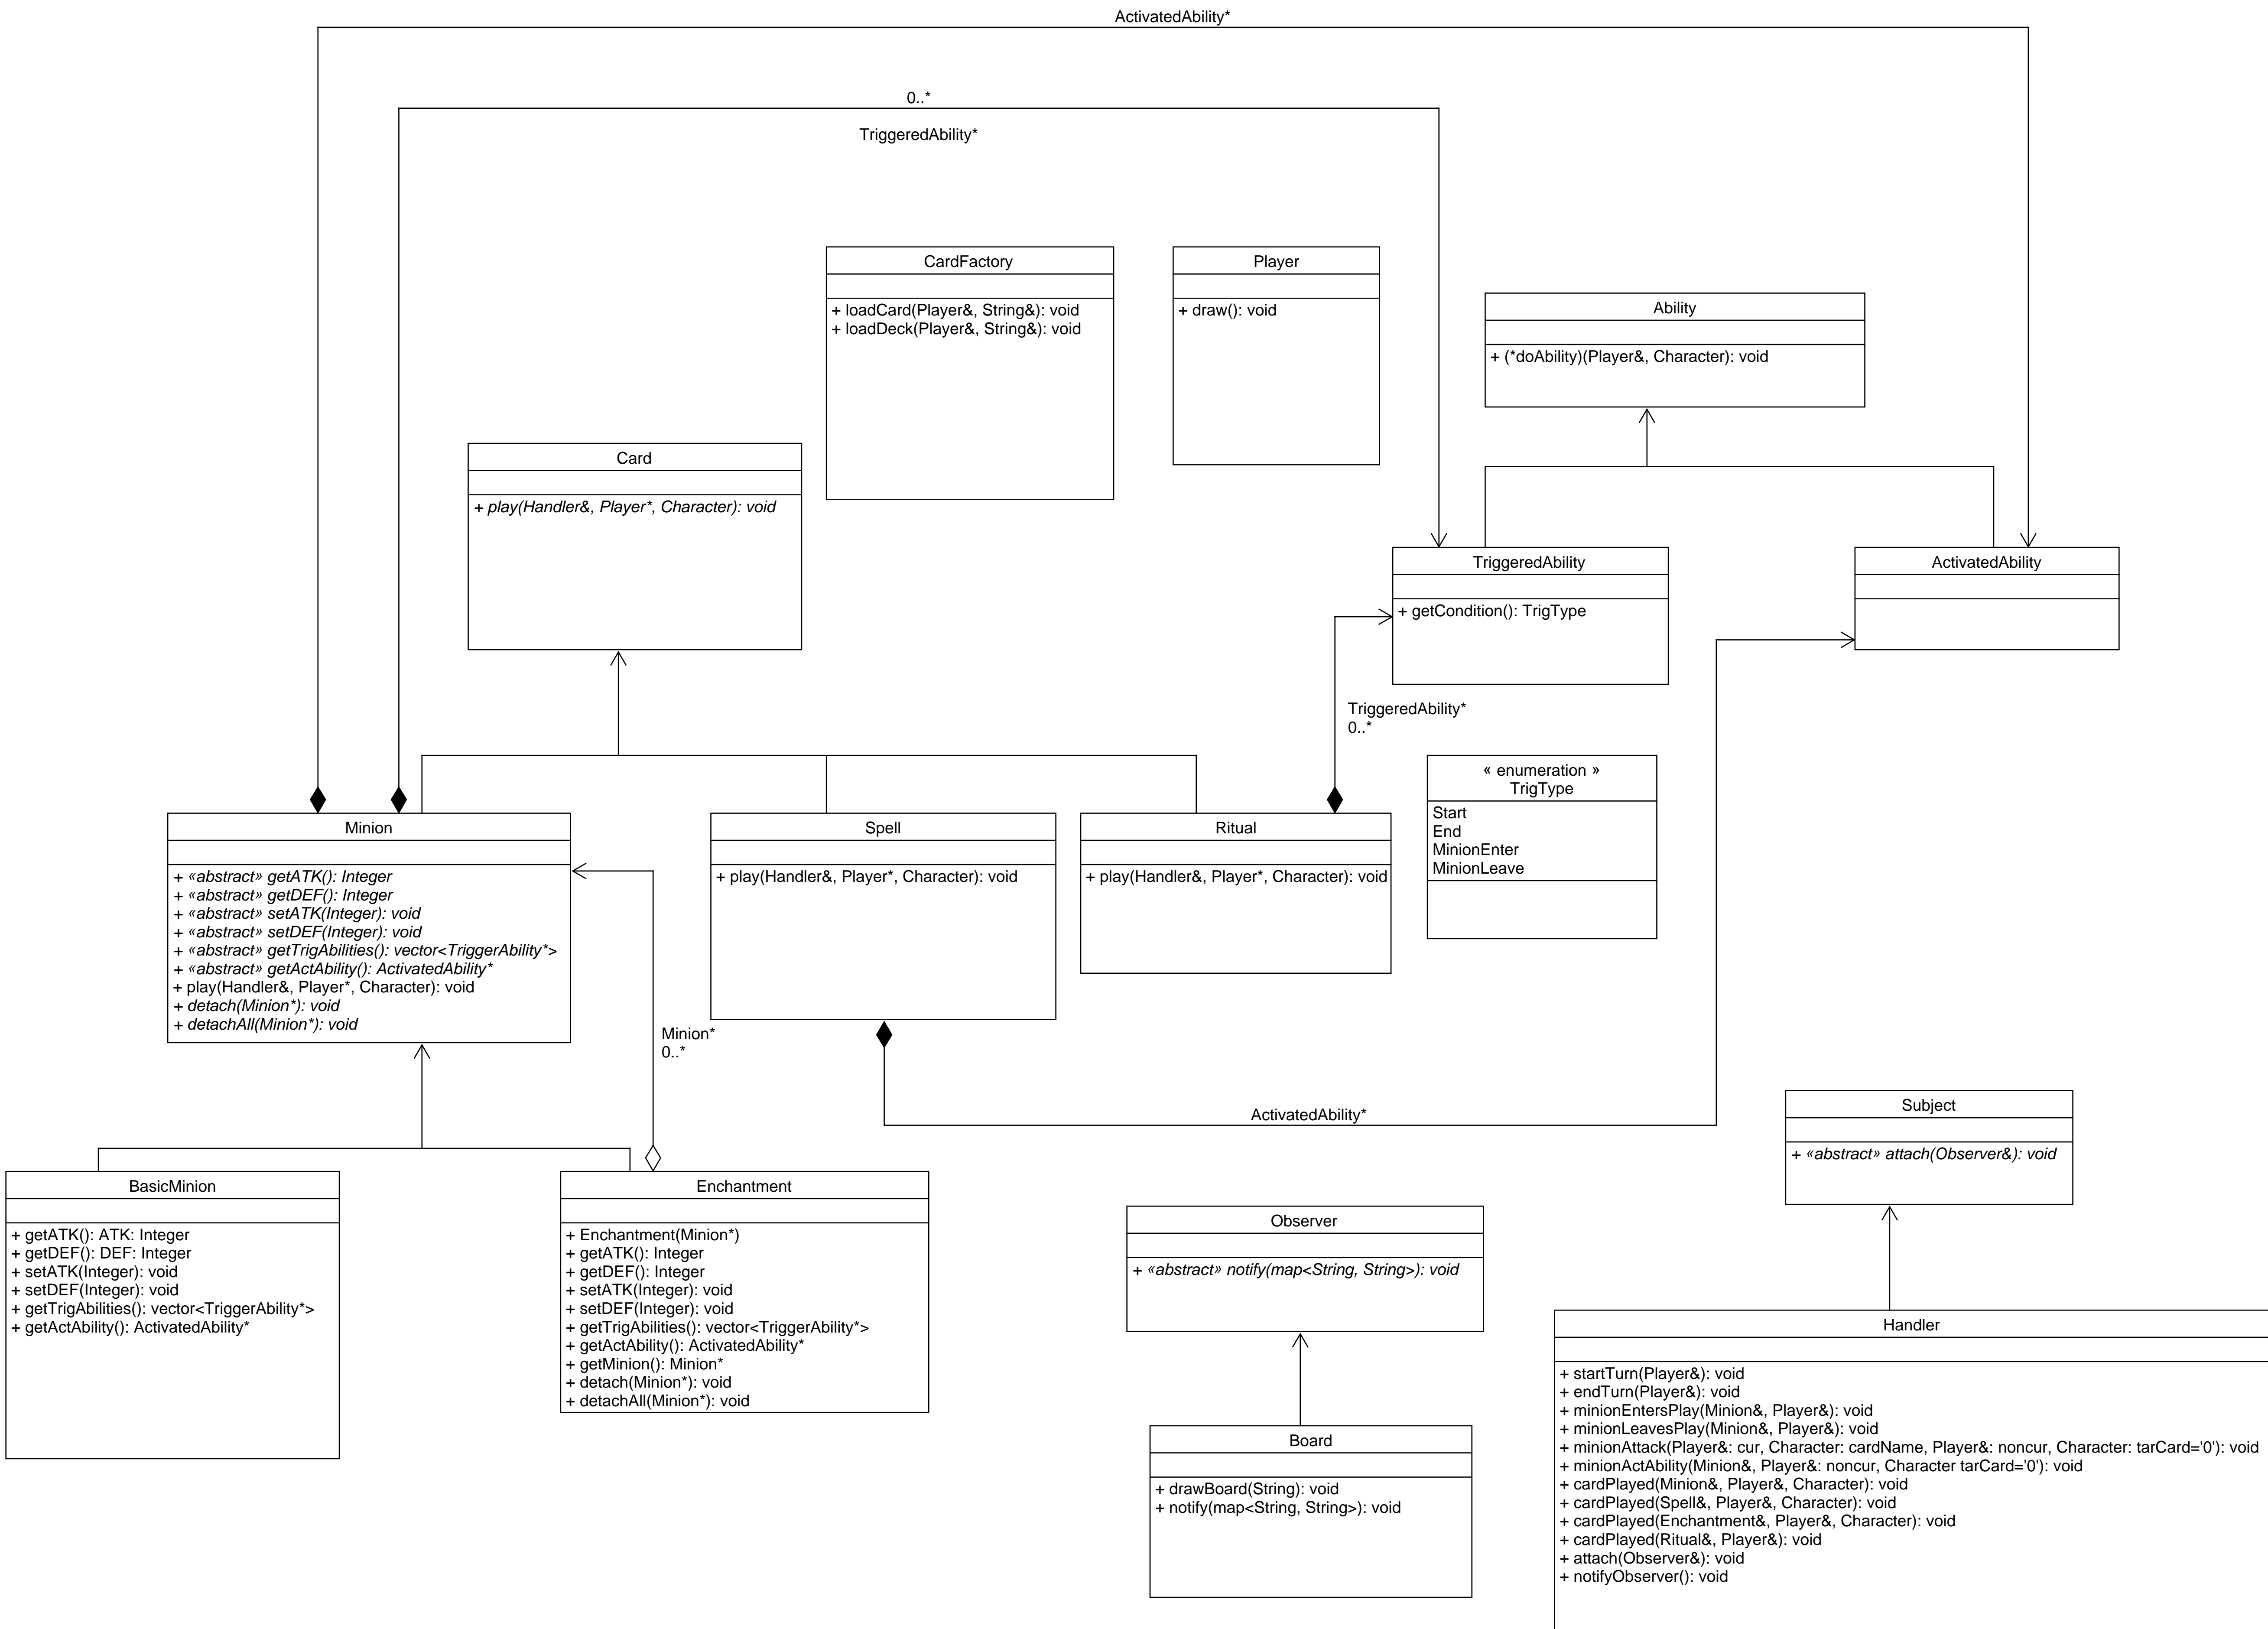 ActivatedAbility*
0..*
TriggeredAbility*
CardFactory
+ loadCard(Player&, String&): void
+ loadDeck(Player&, String&): void
Player
+ draw(): void
Ability
+ (*doAbility)(Player&, Character): void
Card
+ play(Handler&, Player*, Character): void
TriggeredAbility
+ getCondition(): TrigType
ActivatedAbility
TriggeredAbility*
0..*
« enumeration »
TrigType
Start
End
MinionEnter
MinionLeave
Minion
+ «abstract» getATK(): Integer
+ «abstract» getDEF(): Integer
+ «abstract» setATK(Integer): void
+ «abstract» setDEF(Integer): void
+ «abstract» getTrigAbilities(): vector<TriggerAbility*>
+ «abstract» getActAbility(): ActivatedAbility*
+ play(Handler&, Player*, Character): void
+ detach(Minion*): void
+ detachAll(Minion*): void
Spell
+ play(Handler&, Player*, Character): void
Ritual
+ play(Handler&, Player*, Character): void
Minion*
0..*
ActivatedAbility*
Subject
+ «abstract» attach(Observer&): void
BasicMinion
+ getATK(): ATK: Integer
+ getDEF(): DEF: Integer
+ setATK(Integer): void
+ setDEF(Integer): void
+ getTrigAbilities(): vector<TriggerAbility*>
+ getActAbility(): ActivatedAbility*
Enchantment
+ Enchantment(Minion*)
+ getATK(): Integer
+ getDEF(): Integer
+ setATK(Integer): void
+ setDEF(Integer): void
+ getTrigAbilities(): vector<TriggerAbility*>
+ getActAbility(): ActivatedAbility*
+ getMinion(): Minion*
+ detach(Minion*): void
+ detachAll(Minion*): void
Observer
+ «abstract» notify(map<String, String>): void
Board
+ drawBoard(String): void
+ notify(map<String, String>): void
Handler
+ startTurn(Player&): void
+ endTurn(Player&): void
+ minionEntersPlay(Minion&, Player&): void
+ minionLeavesPlay(Minion&, Player&): void
+ minionAttack(Player&: cur, Character: cardName, Player&: noncur, Character: tarCard='0'): void
+ minionActAbility(Minion&, Player&: noncur, Character tarCard='0'): void
+ cardPlayed(Minion&, Player&, Character): void
+ cardPlayed(Spell&, Player&, Character): void
+ cardPlayed(Enchantment&, Player&, Character): void
+ cardPlayed(Ritual&, Player&): void
+ attach(Observer&): void
+ notifyObserver(): void